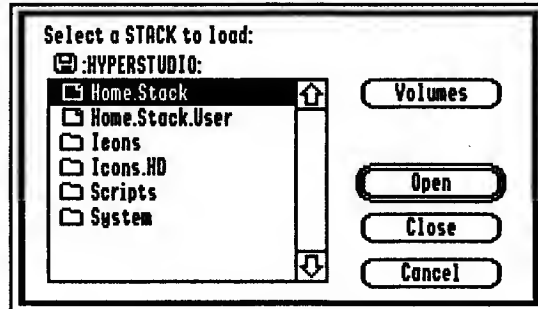 Select a STACK to load:
:HYPERSTUDIO:
Home.Stack
Home.Stack.User
Icons
Icons.HD
Scripts
System
Volumes
Open
Close
Cancel